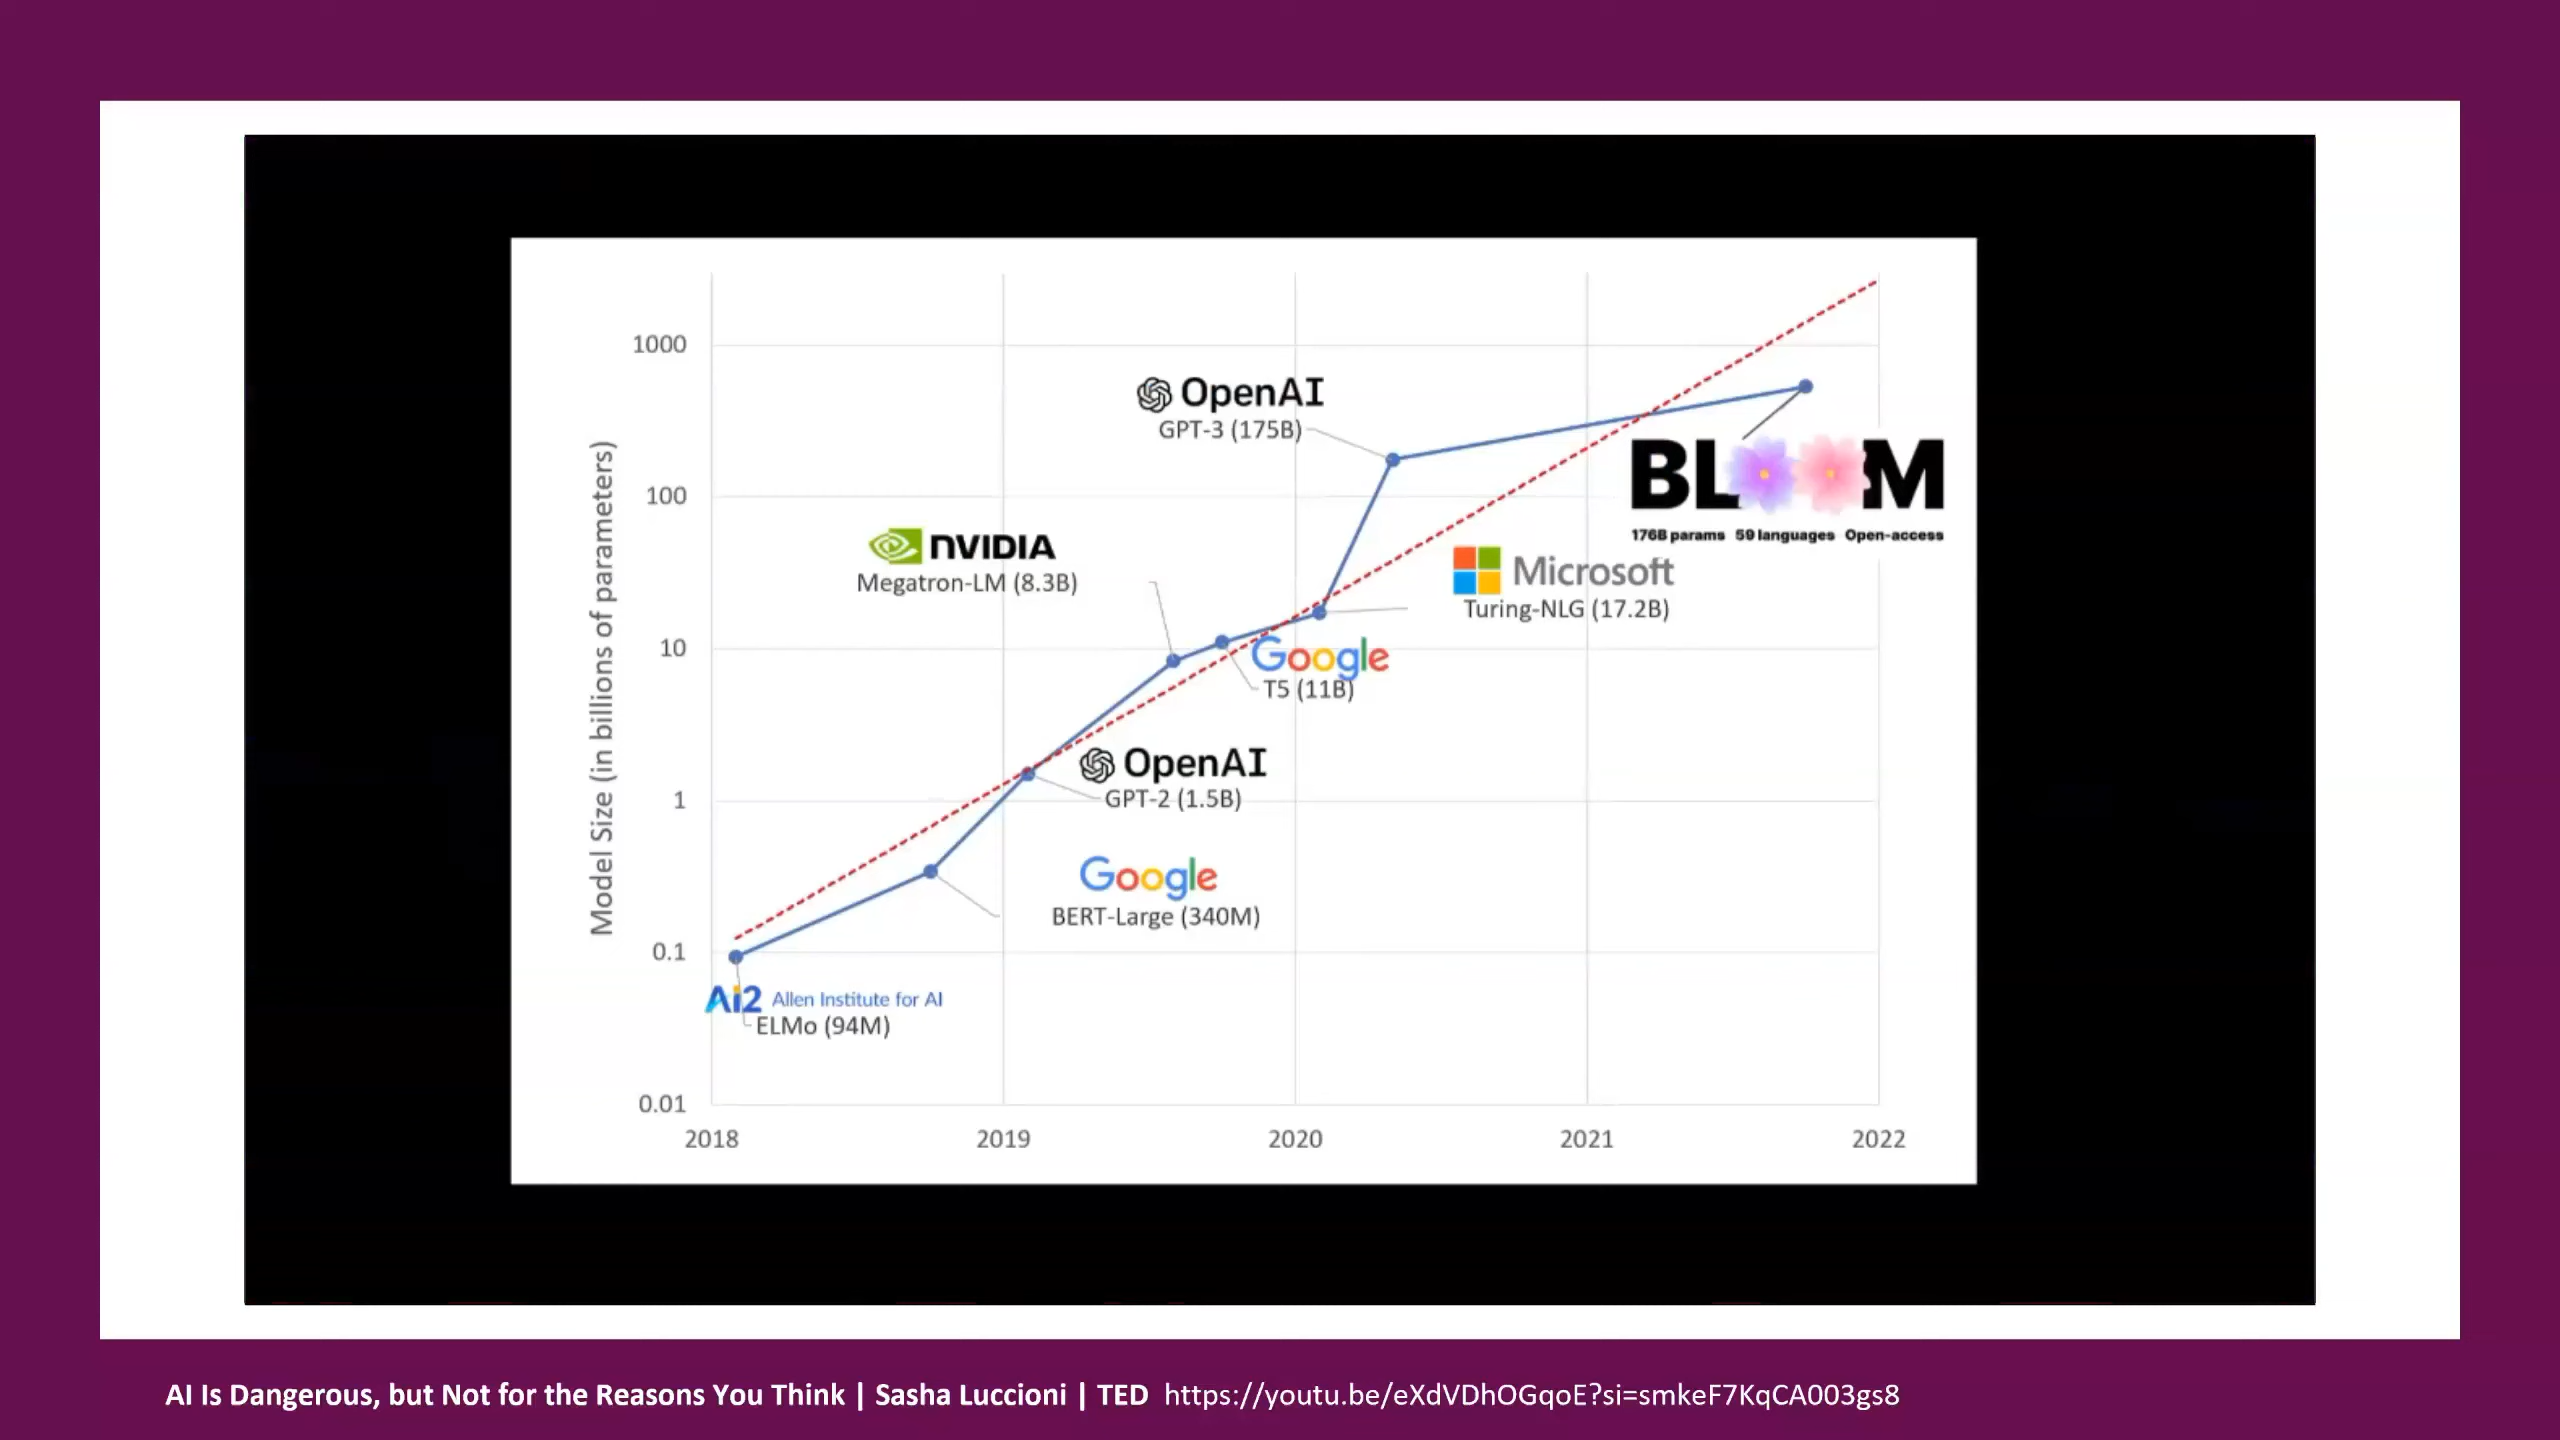 1000
100
10
1
0.1
0.01
Model Size (in billions of parameters)
2018 2019 2020 2021 2022
OpenAI
GPT-3 (175B)
BLOOM
176B params 59 languages Open-access
NVIDIA
Megatron-LM (8.3B)
Microsoft
Turing-NLG (17.2B)
Google
T5 (11B)
OpenAI
GPT-2 (1.5B)
Google
BERT-Large (340M)
Ai2 Allen Institute for AI
ELMo (94M)
AI Is Dangerous, but Not for the Reasons You Think | Sasha Luccioni | TED https://youtu.be/eXdVDhOGqoE?si=smkeF7KqCA003gs8